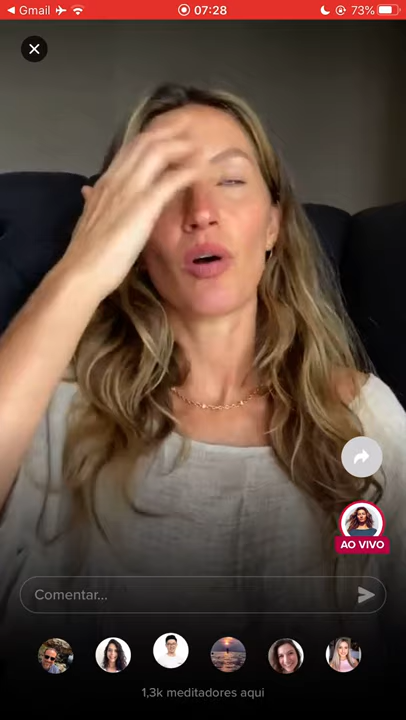 Gmail
07:28
73%
AO VIVO
Comentar...
1,3k meditadores aqui